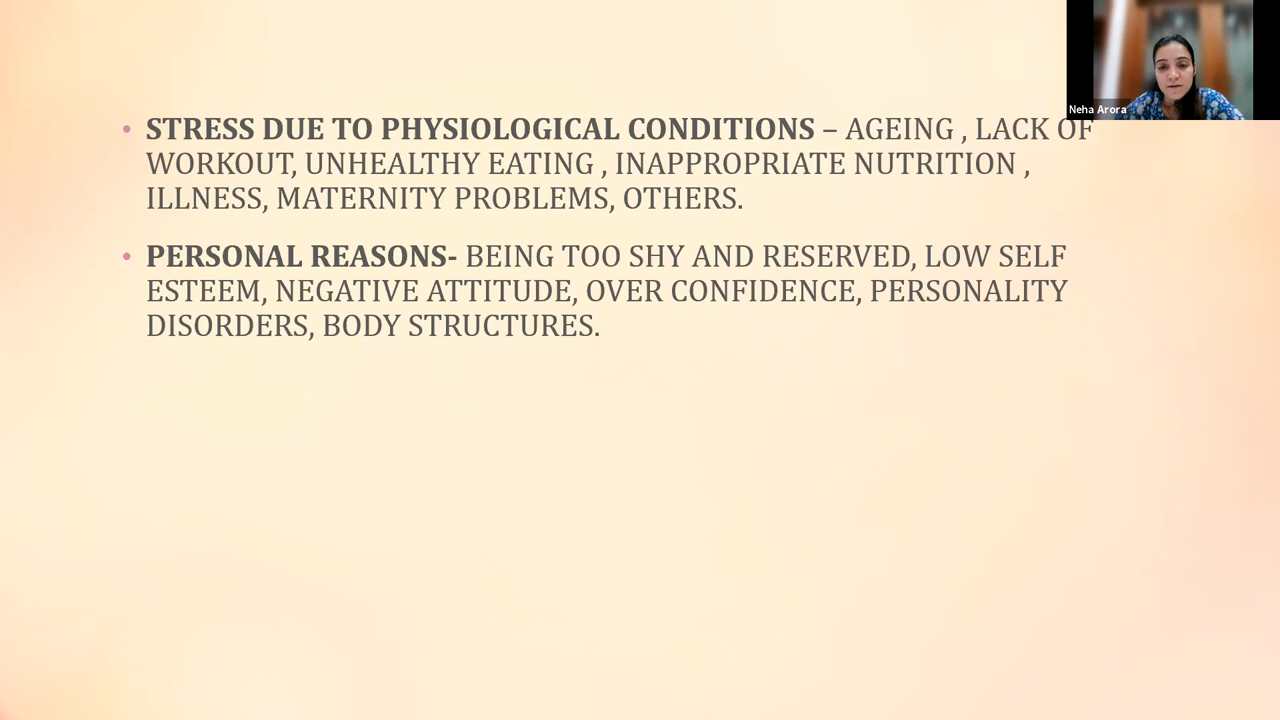 Neha Arora
• STRESS DUE TO PHYSIOLOGICAL CONDITIONS – AGEING , LACK OF
WORKOUT, UNHEALTHY EATING , INAPPROPRIATE NUTRITION ,
ILLNESS, MATERNITY PROBLEMS, OTHERS.
• PERSONAL REASONS- BEING TOO SHY AND RESERVED, LOW SELF
ESTEEM, NEGATIVE ATTITUDE, OVER CONFIDENCE, PERSONALITY
DISORDERS, BODY STRUCTURES.